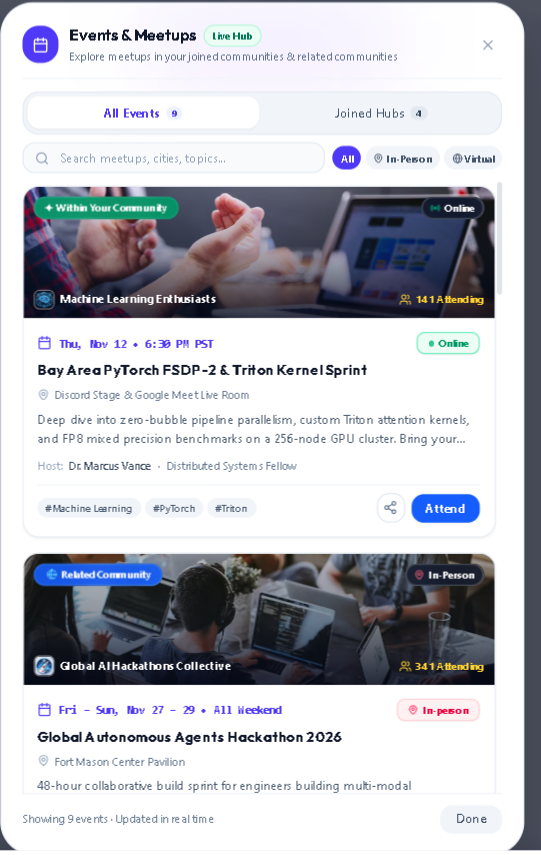 Events & Meetups Live Hub
Explore meetups in your joined communities & related communities
All Events 9
Joined Hubs 4
Search meetups, cities, topics...
All
In-Person
Virtual
Within Your Community
Online
Machine Learning Enthusiasts
141 Attending
Thu, Nov 12 • 6:30 PM PST
Online
Bay Area PyTorch FSDP-2 & Triton Kernel Sprint
Discord Stage & Google Meet Live Room
Deep dive into zero-bubble pipeline parallelism, custom Triton attention kernels,
and FP8 mixed precision benchmarks on a 256-node GPU cluster. Bring your...
Host: Dr. Marcus Vance · Distributed Systems Fellow
#Machine Learning #PyTorch #Triton
Attend
Related Community
In-Person
Global AI Hackathons Collective
341 Attending
Fri - Sun, Nov 27 - 29 • All Weekend
In-person
Global Autonomous Agents Hackathon 2026
Fort Mason Center Pavilion
48-hour collaborative build sprint for engineers building multi-modal
Showing 9 events · Updated in real time
Done